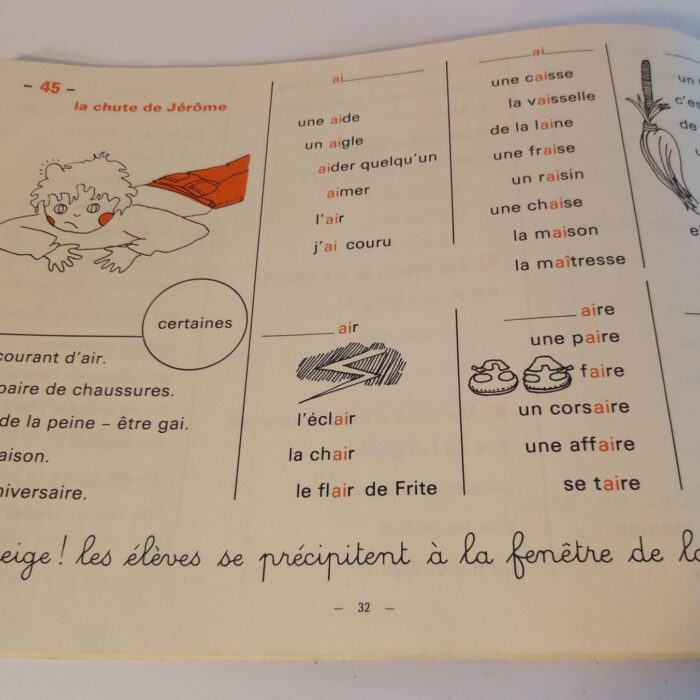 – 45 –
la chute de Jérôme
certaines
courant d'air.
paire de chaussures.
de la peine – être gai.
aison.
niversaire.
ai
une aide
un aigle
aider quelqu'un
aimer
l'air
j'ai couru
air
l'éclair
la chair
le flair de Frite
ai
une caisse
la vaisselle
de la laine
une fraise
un raisin
une chaise
la maison
la maîtresse
aire
une paire
faire
un corsaire
une affaire
se taire
un
c'es
de
eige ! les élèves se précipitent à la fenêtre de la
– 32 –